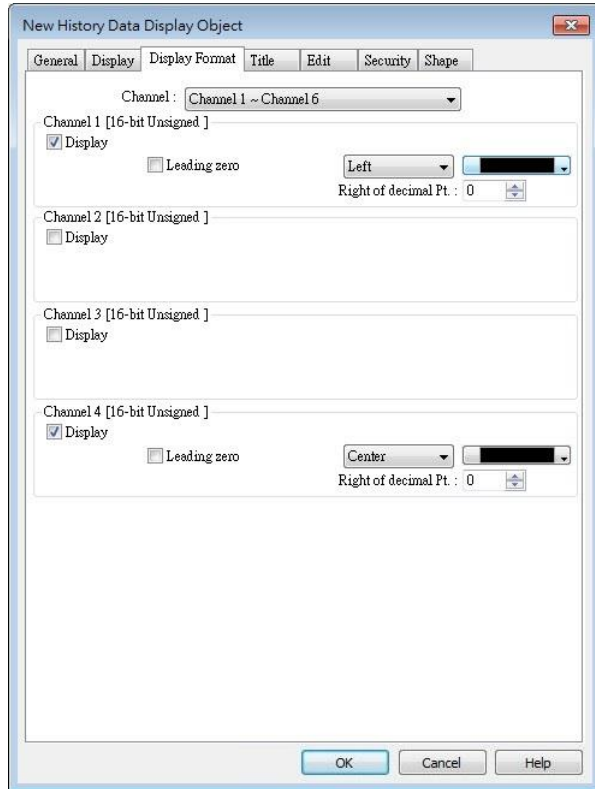 New History Data Display Object
General Display Display Format Title Edit Security Shape
Channel : Channel 1 ~ Channel 6
Channel 1 [16-bit Unsigned ]
Display
Leading zero Left
Right of decimal Pt. : 0
Channel 2 [16-bit Unsigned ]
Display
Channel 3 [16-bit Unsigned ]
Display
Channel 4 [16-bit Unsigned ]
Display
Leading zero Center
Right of decimal Pt. : 0
OK Cancel Help